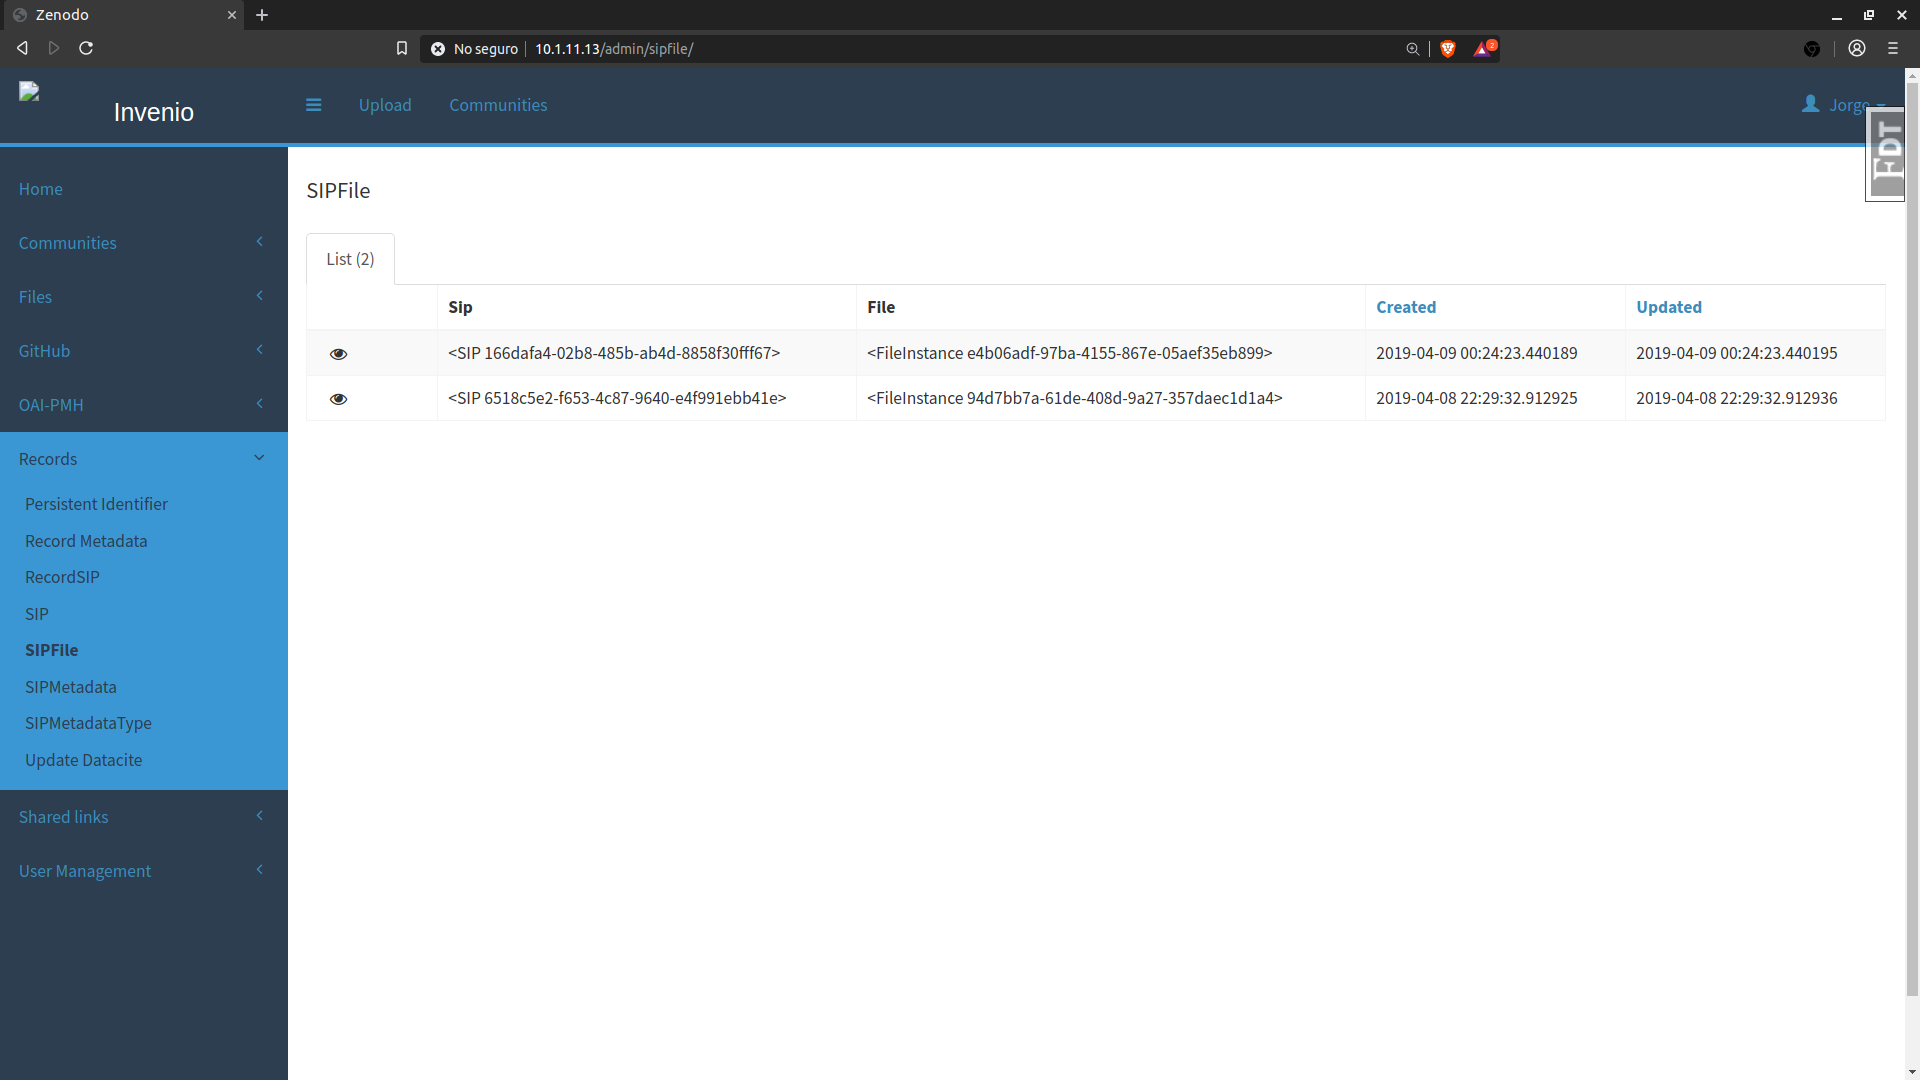 Zenodo
No seguro
10.1.11.13/admin/sipfile/
2
Invenio
Upload
Communities
Jorge
FDT
Home
Communities
Files
GitHub
OAI-PMH
Records
Persistent Identifier
Record Metadata
RecordSIP
SIP
SIPFile
SIPMetadata
SIPMetadataType
Update Datacite
Shared links
User Management
SIPFile
List (2)
Sip File Created Updated
<SIP 166dafa4-02b8-485b-ab4d-8858f30fff67> <FileInstance e4b06adf-97ba-4155-867e-05aef35eb899> 2019-04-09 00:24:23.440189 2019-04-09 00:24:23.440195
<SIP 6518c5e2-f653-4c87-9640-e4f991ebb41e> <FileInstance 94d7bb7a-61de-408d-9a27-357daec1d1a4> 2019-04-08 22:29:32.912925 2019-04-08 22:29:32.912936